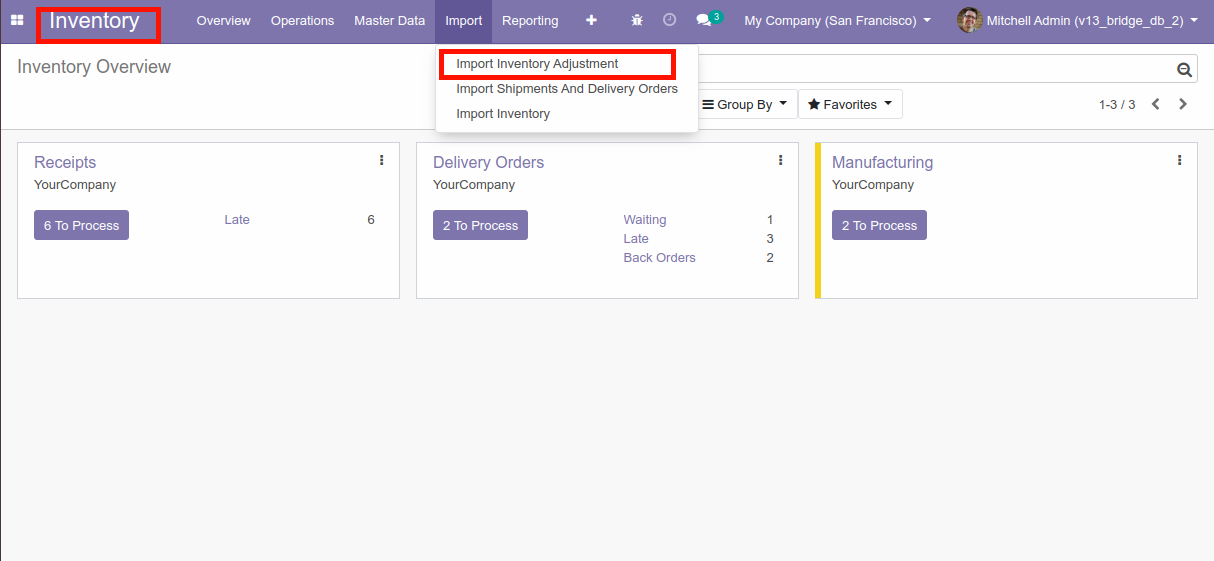 Inventory Overview Operations Master Data Import Reporting 3 My Company (San Francisco) Mitchell Admin (v13_bridge_db_2)
Inventory Overview
Import Inventory Adjustment
Import Shipments And Delivery Orders
Import Inventory
Group By Favorites 1-3 / 3
Receipts
YourCompany
6 To Process
Late 6
Delivery Orders
YourCompany
2 To Process
Waiting 1
Late 3
Back Orders 2
Manufacturing
YourCompany
2 To Process